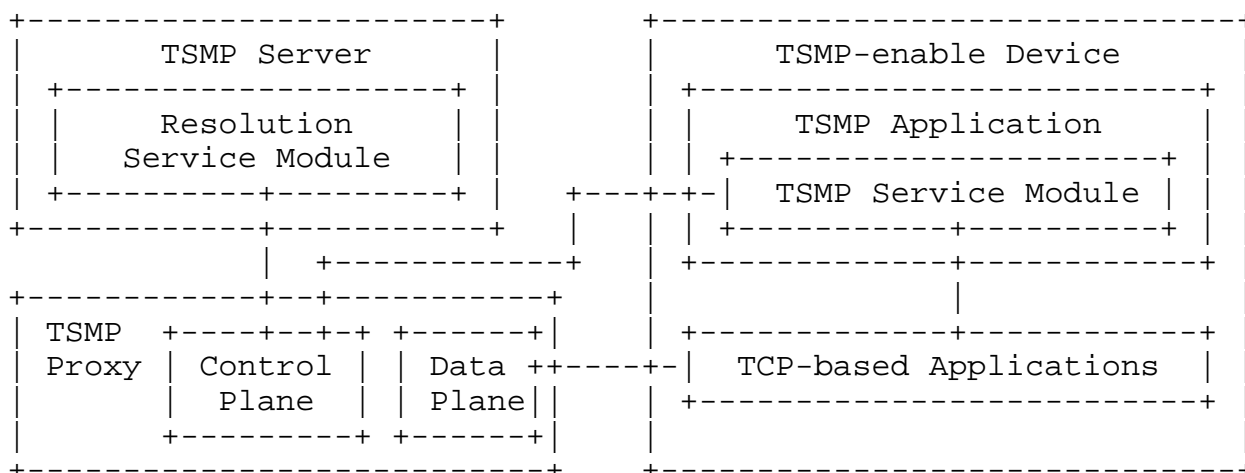 TSMP Server
Resolution
Service Module
TSMP-enable Device
TSMP Application
TSMP Service Module
TSMP
Proxy
Control
Plane
Data
Plane
TCP-based Applications